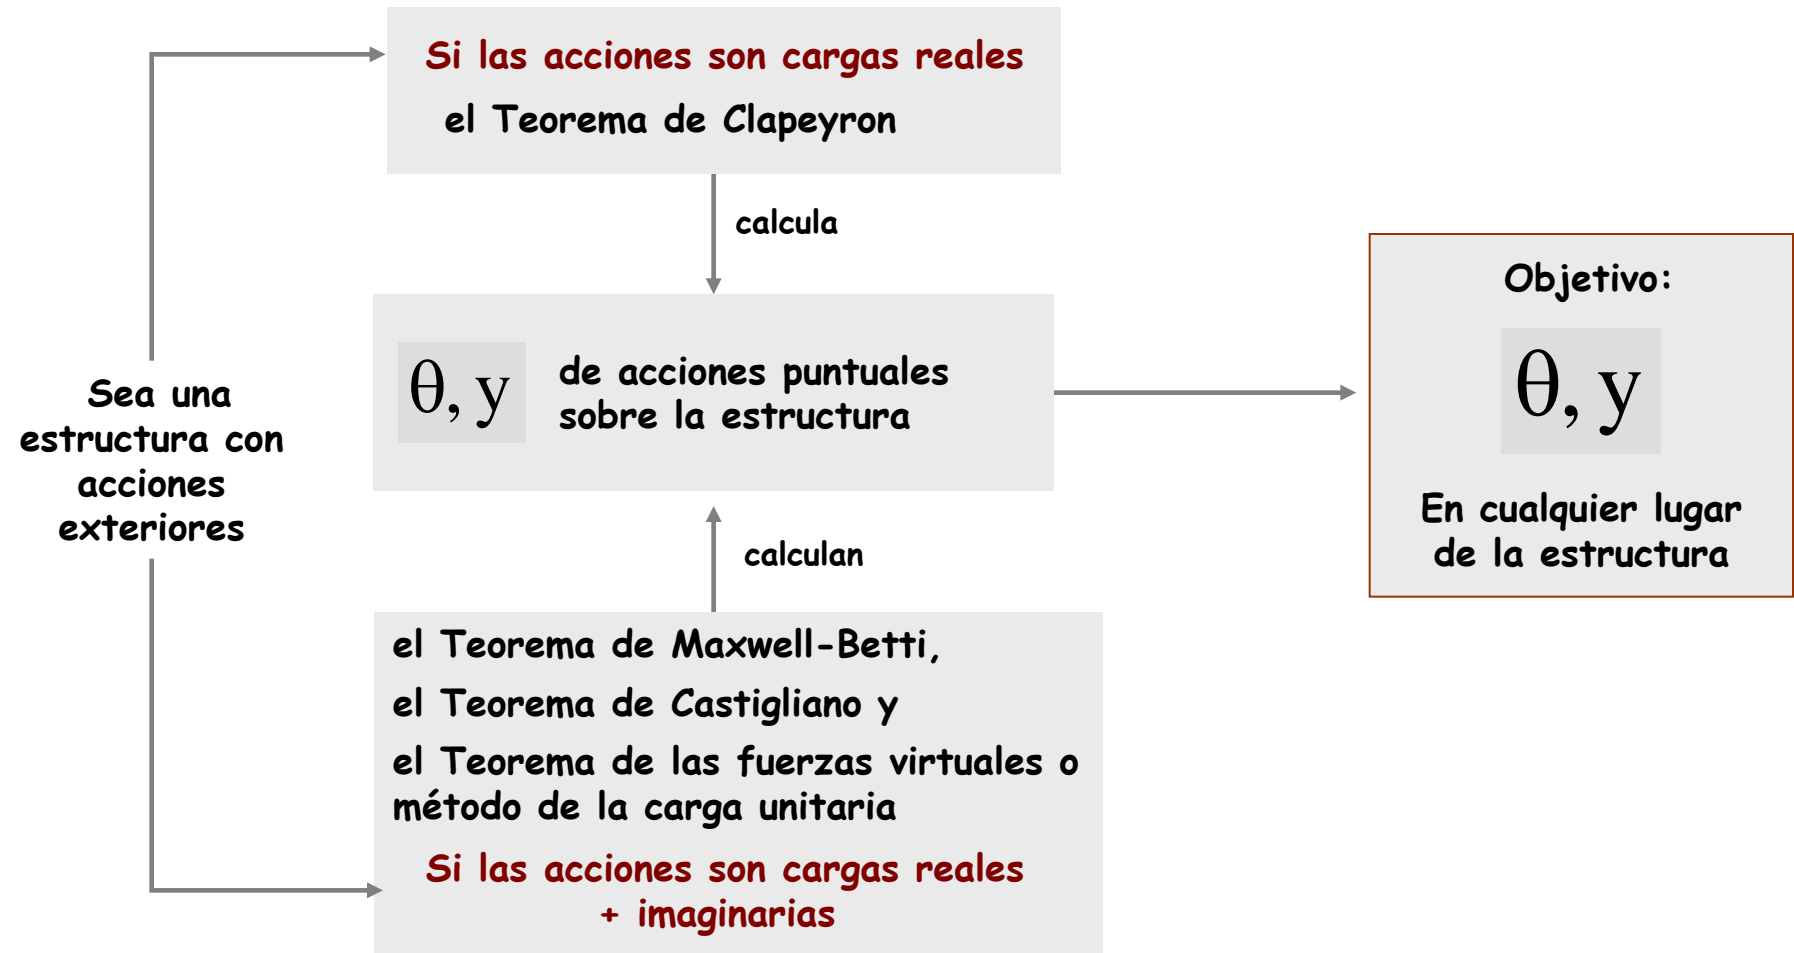 Si las acciones son cargas reales
el Teorema de Clapeyron
calcula
Sea una
estructura con
acciones
exteriores
θ, y
de acciones puntuales
sobre la estructura
Objetivo:
θ, y
En cualquier lugar
de la estructura
calculan
el Teorema de Maxwell-Betti,
el Teorema de Castigliano y
el Teorema de las fuerzas virtuales o
método de la carga unitaria
Si las acciones son cargas reales
+ imaginarias